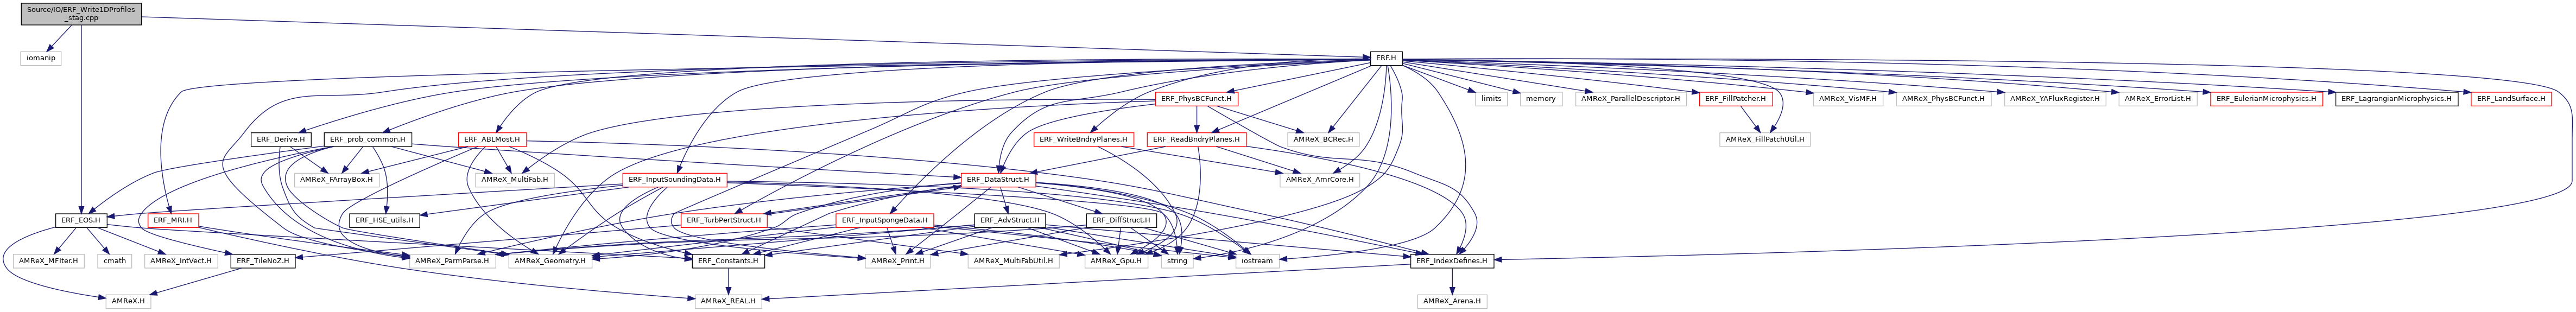 Source/IO/ERF_Write1DProfiles
_stag.cpp
iomanip
ERF.H
ERF_PhysBCFunct.H
limits
memory
AMReX_ParallelDescriptor.H
ERF_FillPatcher.H
AMReX_VisMF.H
AMReX_PhysBCFunct.H
AMReX_YAFluxRegister.H
AMReX_ErrorList.H
ERF_EulerianMicrophysics.H
ERF_LagrangianMicrophysics.H
ERF_LandSurface.H
ERF_Derive.H
ERF_prob_common.H
ERF_ABLMost.H
ERF_WriteBndryPlanes.H
ERF_ReadBndryPlanes.H
AMReX_BCRec.H
AMReX_FillPatchUtil.H
AMReX_FArrayBox.H
AMReX_MultiFab.H
ERF_InputSoundingData.H
ERF_DataStruct.H
AMReX_AmrCore.H
ERF_EOS.H
ERF_MRI.H
ERF_HSE_utils.H
ERF_TurbPertStruct.H
ERF_InputSpongeData.H
ERF_AdvStruct.H
ERF_DiffStruct.H
AMReX_MFIter.H
cmath
AMReX_IntVect.H
ERF_TileNoZ.H
AMReX_ParmParse.H
AMReX_Geometry.H
ERF_Constants.H
AMReX_Print.H
AMReX_MultiFabUtil.H
AMReX_Gpu.H
string
iostream
ERF_IndexDefines.H
AMReX.H
AMReX_REAL.H
AMReX_Arena.H